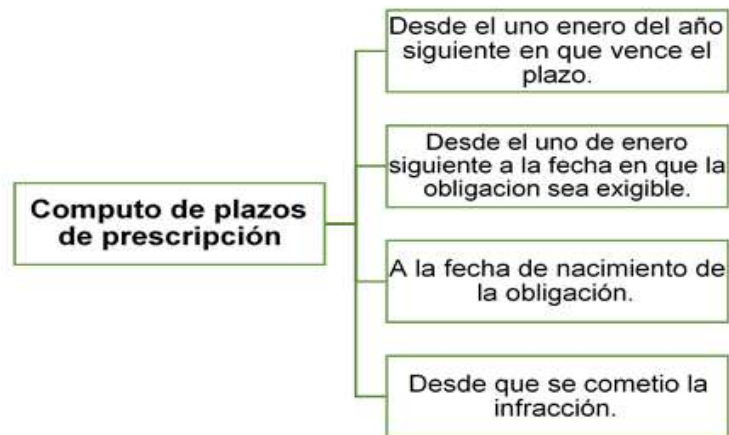 Desde el uno enero del año
siguiente en que vence el
plazo.
Desde el uno de enero
siguiente a la fecha en que la
obligacion sea exigible.
Computo de plazos
de prescripción
A la fecha de nacimiento de
la obligación.
Desde que se cometio la
infracción.